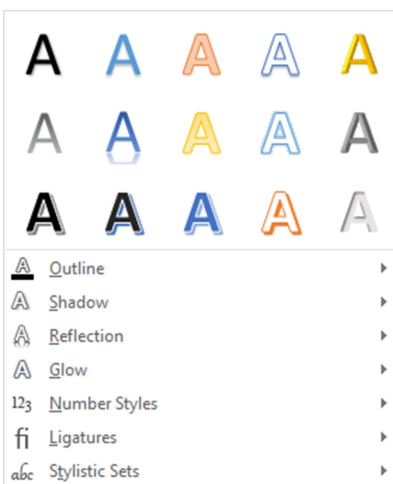 A A A A A
A A A A A
A A A A A
A Outline
A Shadow
A Reflection
A Glow
123 Number Styles
fi Ligatures
abc Stylistic Sets